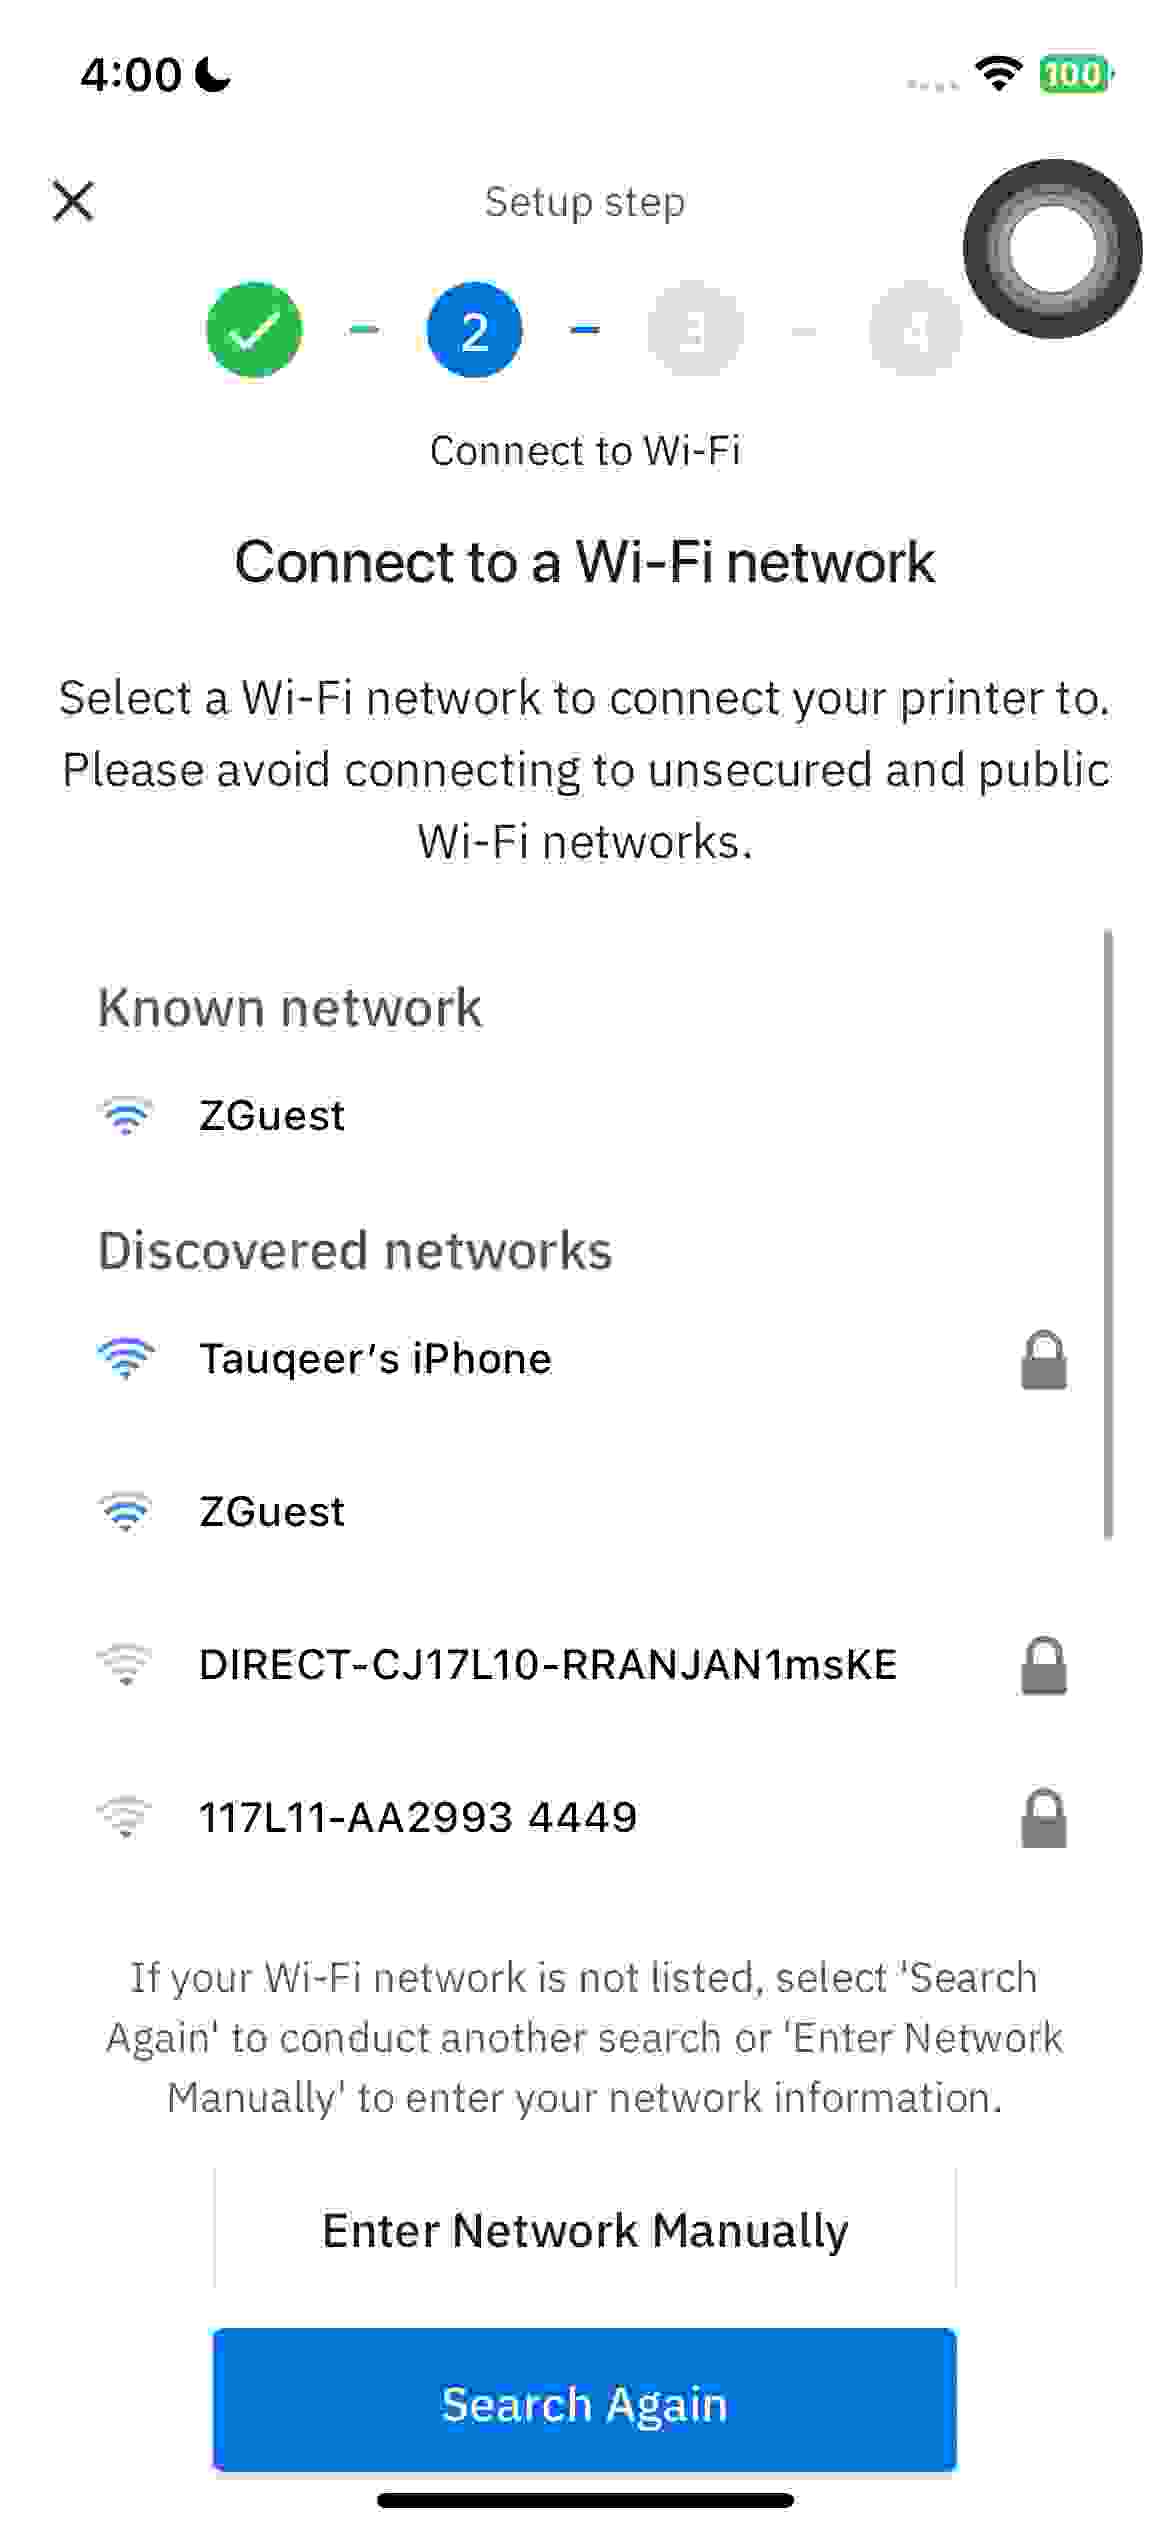 4:00
100
Setup step
2
3
4
Connect to Wi-Fi
Connect to a Wi-Fi network
Select a Wi-Fi network to connect your printer to.
Please avoid connecting to unsecured and public
Wi-Fi networks.
Known network
ZGuest
Discovered networks
Tauqeer's iPhone
ZGuest
DIRECT-CJ17L10-RRANJAN1msKE
117L11-AA2993 4449
If your Wi-Fi network is not listed, select 'Search
Again' to conduct another search or 'Enter Network
Manually' to enter your network information.
Enter Network Manually
Search Again